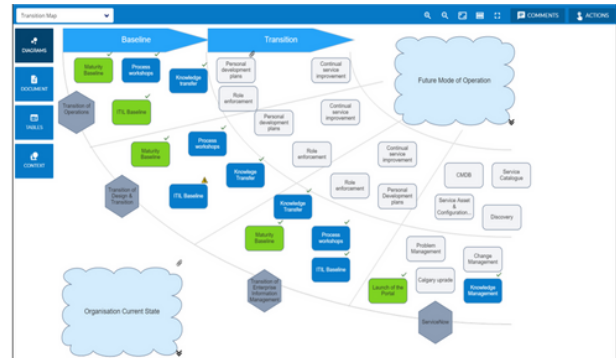 Transition Map
COMMENTS
ACTIONS
DIAGRAMS
DOCUMENT
TABLES
CONTEXT
Baseline
Transition
Maturity
Baseline
Process
workshops
Knowledge
transfer
Personal
development
plans
Continual
service
improvement
Future Mode of Operation
Transition of
Operations
ITIL Baseline
Role
enforcement
Continual
service
improvement
Personal
development
plans
Maturity
Baseline
Process
workshops
Role
enforcement
Continual
service
improvement
Knowledge
Transfer
Transition of
Design &
Transition
ITIL Baseline
Role
enforcement
Personal
Development
plans
CMDB
Service
Catalogue
Knowledge
Transfer
Service Asset
&
Configuration...
Discovery
Maturity
Baseline
Process
workshops
Problem
Management
Change
Management
ITIL Baseline
Transition of
Enterprise
Information
Management
Launch of the
Portal
Calgary uprade
Knowledge
Management
Organisation Current State
ServiceNow